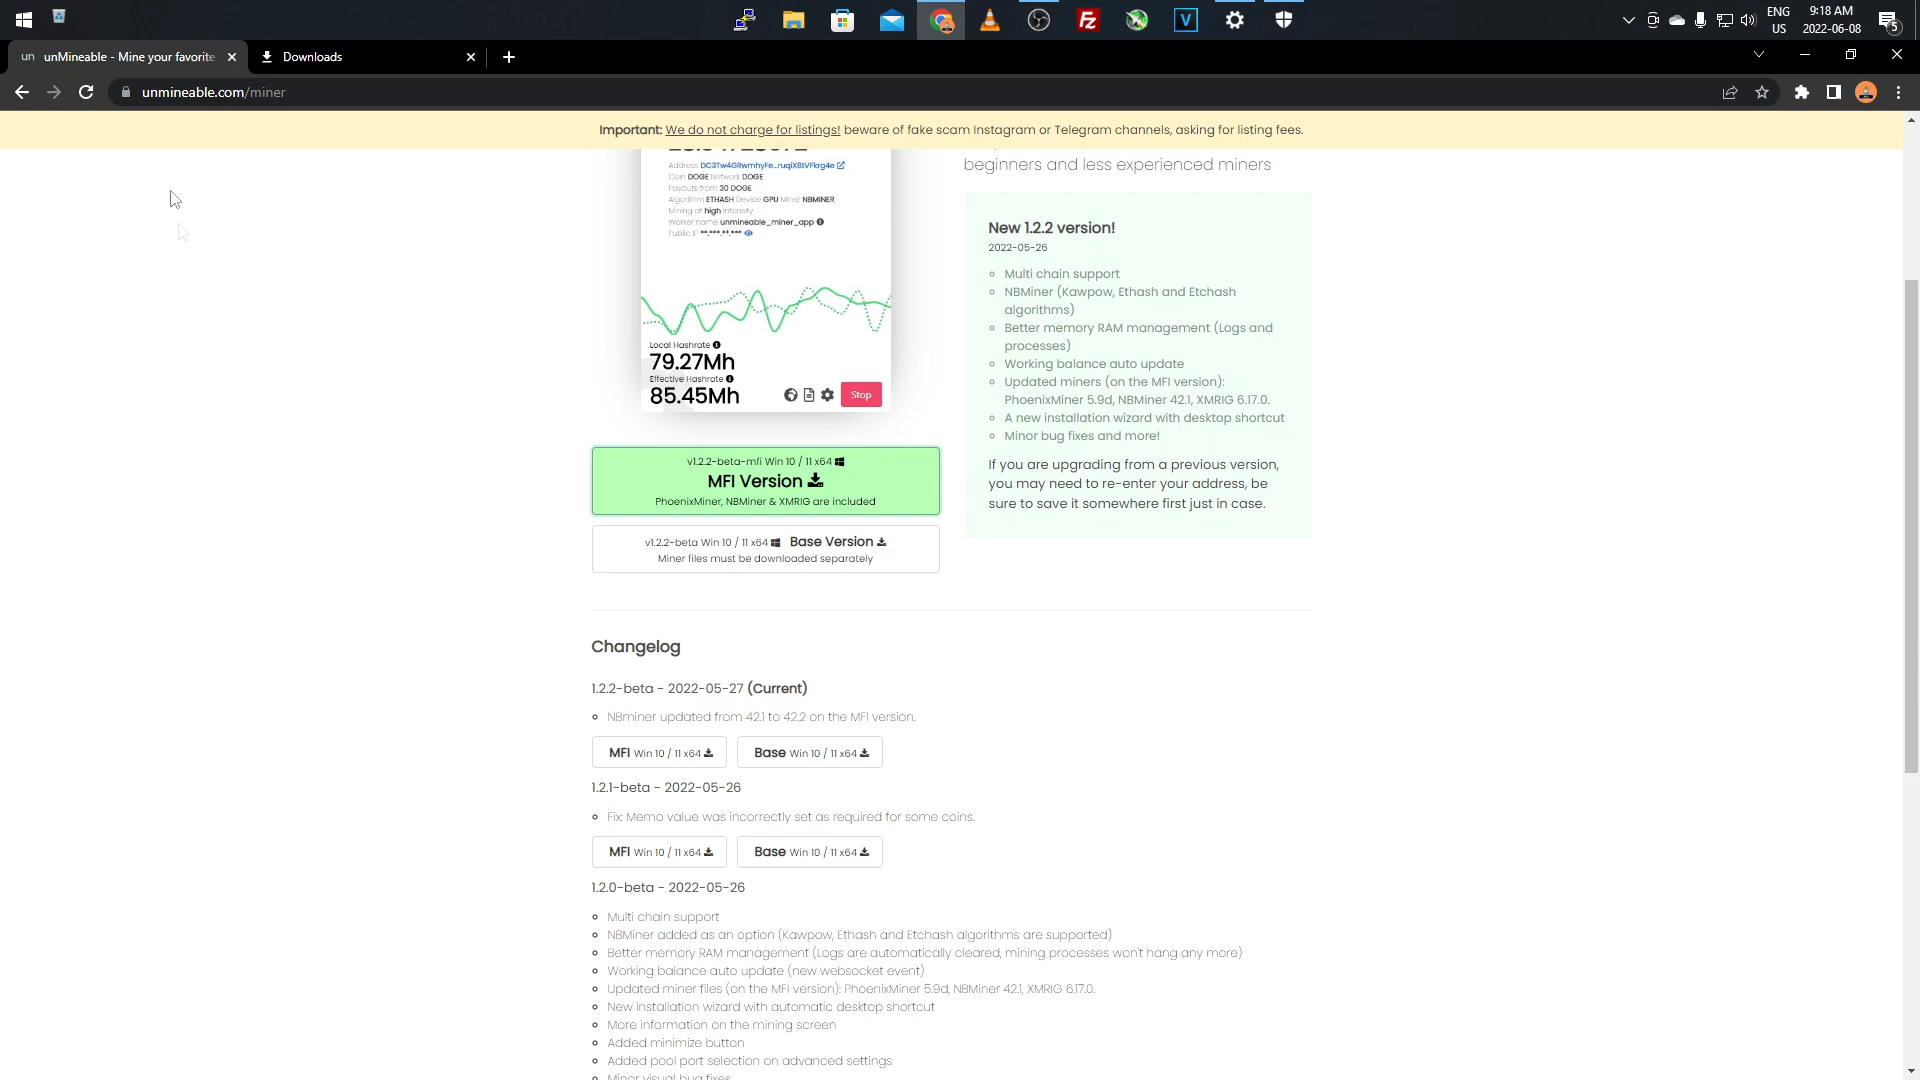 ENG
US
9:18 AM
2022-06-08
5
un unMineable - Mine your favorite
Downloads
unmineable.com/miner
Important: We do not charge for listings! beware of fake scam Instagram or Telegram channels, asking for listing fees.
beginners and less experienced miners
Address DC3Tw4GRwmhyFe...ruqiX8tVFkrg4e
Coin DOGE Network DOGE
Payouts from 30 DOGE
Algorithm ETHASH Device GPU Miner NBMINER
Mining at high intensity
Worker name unmineable_miner_app
Public IP **.***.**.***
Local Hashrate
79.27Mh
Effective Hashrate
85.45Mh
Stop
New 1.2.2 version!
2022-05-26
Multi chain support
NBMiner (Kawpow, Ethash and Etchash
algorithms)
Better memory RAM management (Logs and
processes)
Working balance auto update
Updated miners (on the MFI version):
PhoenixMiner 5.9d, NBMiner 42.1, XMRIG 6.17.0.
A new installation wizard with desktop shortcut
Minor bug fixes and more!
If you are upgrading from a previous version,
you may need to re-enter your address, be
sure to save it somewhere first just in case.
v1.2.2-beta-mfi Win 10 / 11 x64
MFI Version
PhoenixMiner, NBMiner & XMRIG are included
v1.2.2-beta Win 10 / 11 x64 Base Version
Miner files must be downloaded separately
Changelog
1.2.2-beta - 2022-05-27 (Current)
NBminer updated from 42.1 to 42.2 on the MFI version.
MFI Win 10 / 11 x64 Base Win 10 / 11 x64
1.2.1-beta - 2022-05-26
Fix: Memo value was incorrectly set as required for some coins.
MFI Win 10 / 11 x64 Base Win 10 / 11 x64
1.2.0-beta - 2022-05-26
Multi chain support
NBMiner added as an option (Kawpow, Ethash and Etchash algorithms are supported)
Better memory RAM management (Logs are automatically cleared, mining processes won't hang any more)
Working balance auto update (new websocket event)
Updated miner files (on the MFI version): PhoenixMiner 5.9d, NBMiner 42.1, XMRIG 6.17.0.
New installation wizard with automatic desktop shortcut
More information on the mining screen
Added minimize button
Added pool port selection on advanced settings
Minor visual bug fixes